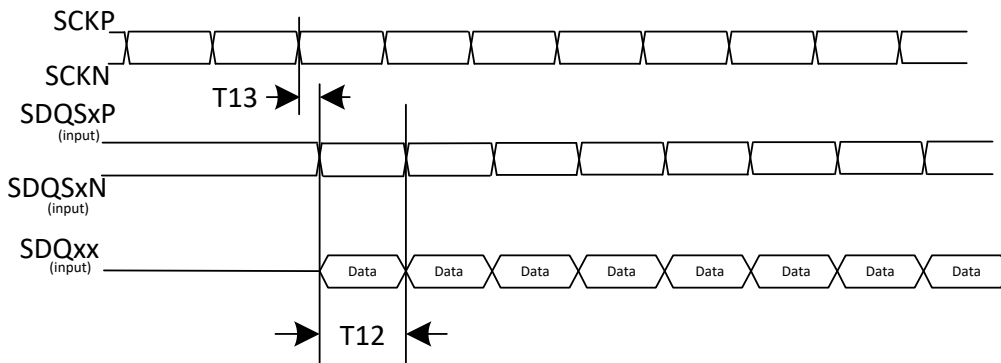 SCKP
SCKN
T13
SDQSxP
(input)
SDQSxN
(input)
SDQxx
(input)
Data Data Data Data Data Data Data Data
T12